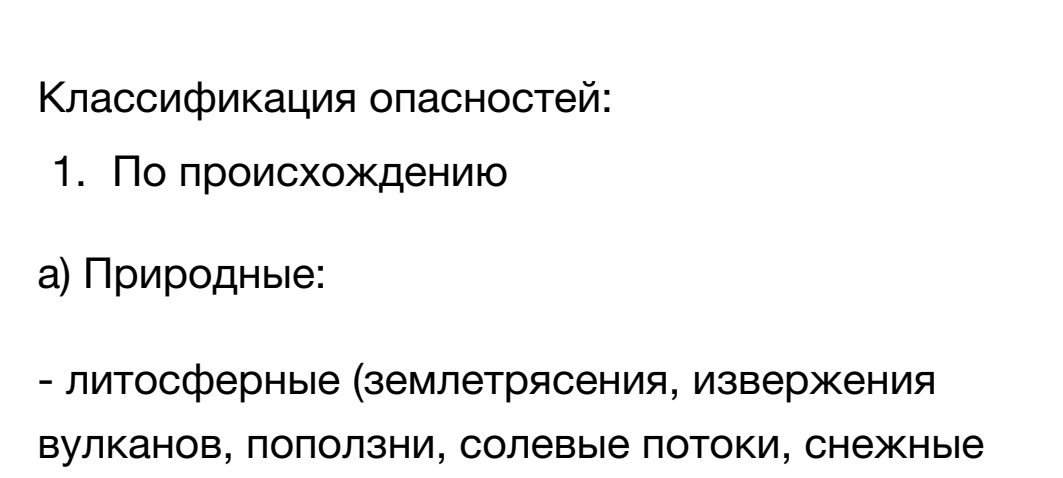 Классификация опасностей:
1. По происхождению
а) Природные:
- литосферные (землетрясения, извержения
вулканов, поползни, солевые потоки, снежные